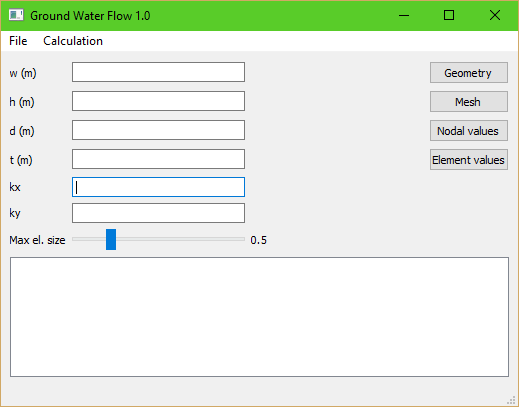 Ground Water Flow 1.0
File Calculation
w (m) Geometry
h (m) Mesh
d (m) Nodal values
t (m) Element values
kx
ky
Max el. size 0.5